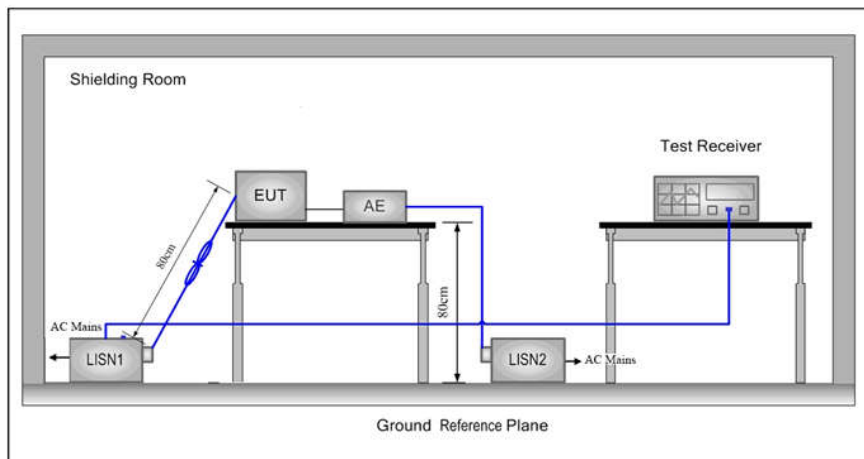 Shielding Room
Test Receiver
EUT
AE
80cm
80cm
AC Mains
LISN1
LISN2
AC Mains
Ground Reference Plane